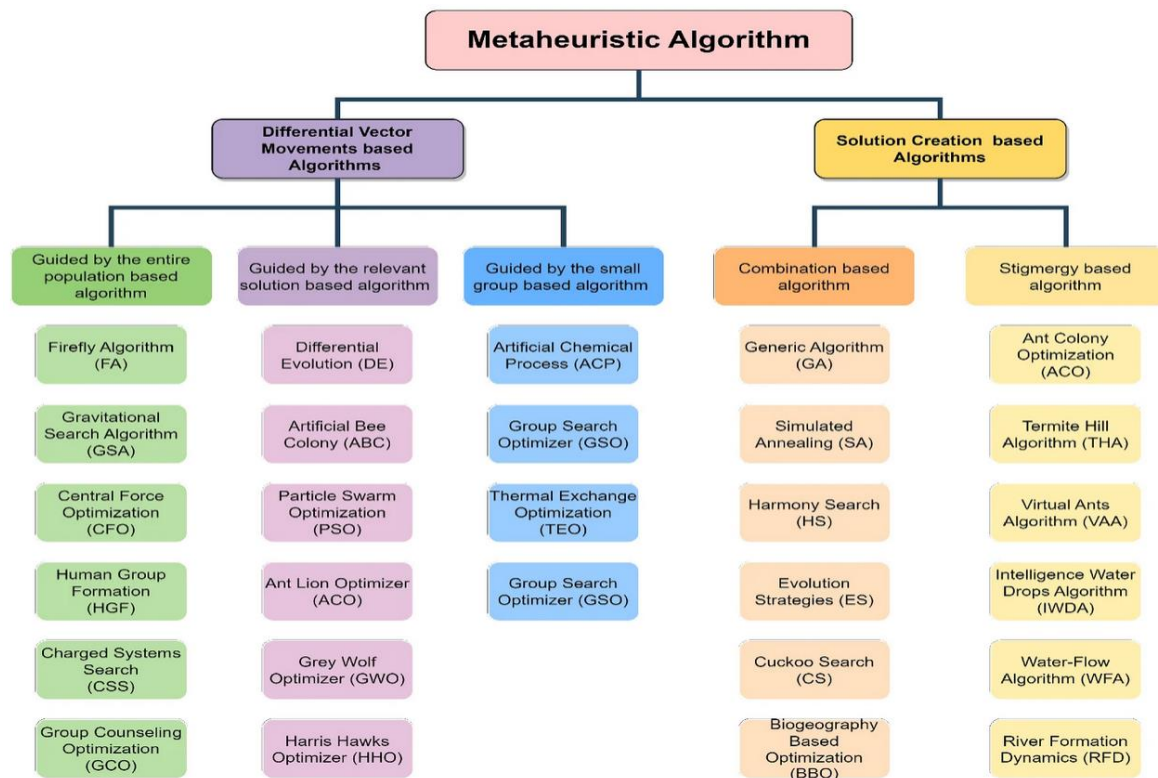 Metaheuristic Algorithm
Differential Vector
Movements based
Algorithms
Solution Creation based
Algorithms
Guided by the entire
population based
algorithm
Guided by the relevant
solution based algorithm
Guided by the small
group based algorithm
Combination based
algorithm
Stigmergy based
algorithm
Firefly Algorithm
(FA)
Gravitational
Search Algorithm
(GSA)
Central Force
Optimization
(CFO)
Human Group
Formation
(HGF)
Charged Systems
Search
(CSS)
Group Counseling
Optimization
(GCO)
Differential
Evolution (DE)
Artificial Bee
Colony (ABC)
Particle Swarm
Optimization
(PSO)
Ant Lion Optimizer
(ACO)
Grey Wolf
Optimizer (GWO)
Harris Hawks
Optimizer (HHO)
Artificial Chemical
Process (ACP)
Group Search
Optimizer (GSO)
Thermal Exchange
Optimization
(TEO)
Group Search
Optimizer (GSO)
Generic Algorithm
(GA)
Simulated
Annealing (SA)
Harmony Search
(HS)
Evolution
Strategies (ES)
Cuckoo Search
(CS)
Biogeography
Based
Optimization
(BBO)
Ant Colony
Optimization
(ACO)
Termite Hill
Algorithm (THA)
Virtual Ants
Algorithm (VAA)
Intelligence Water
Drops Algorithm
(IWDA)
Water-Flow
Algorithm (WFA)
River Formation
Dynamics (RFD)